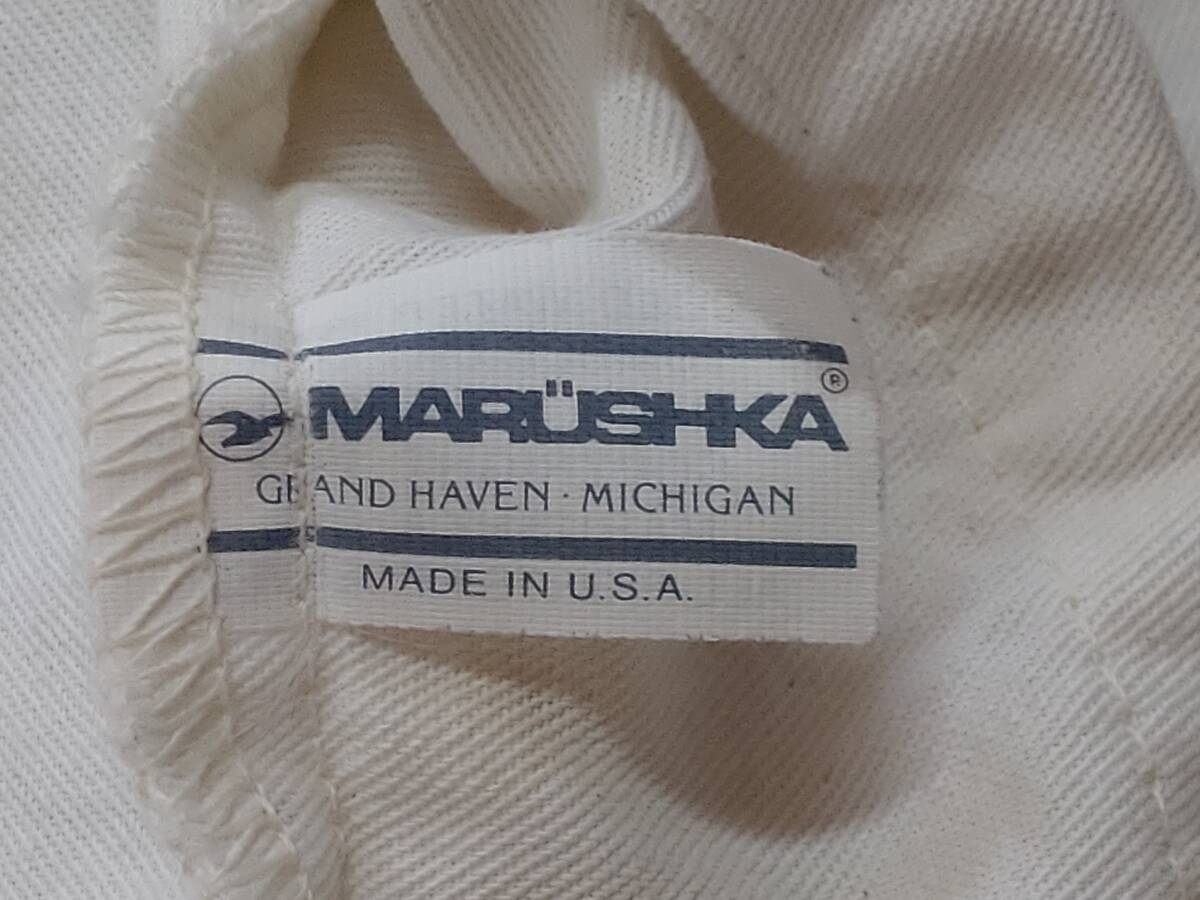 MARÜSHKA®
GRAND HAVEN · MICHIGAN
MADE IN U.S.A.